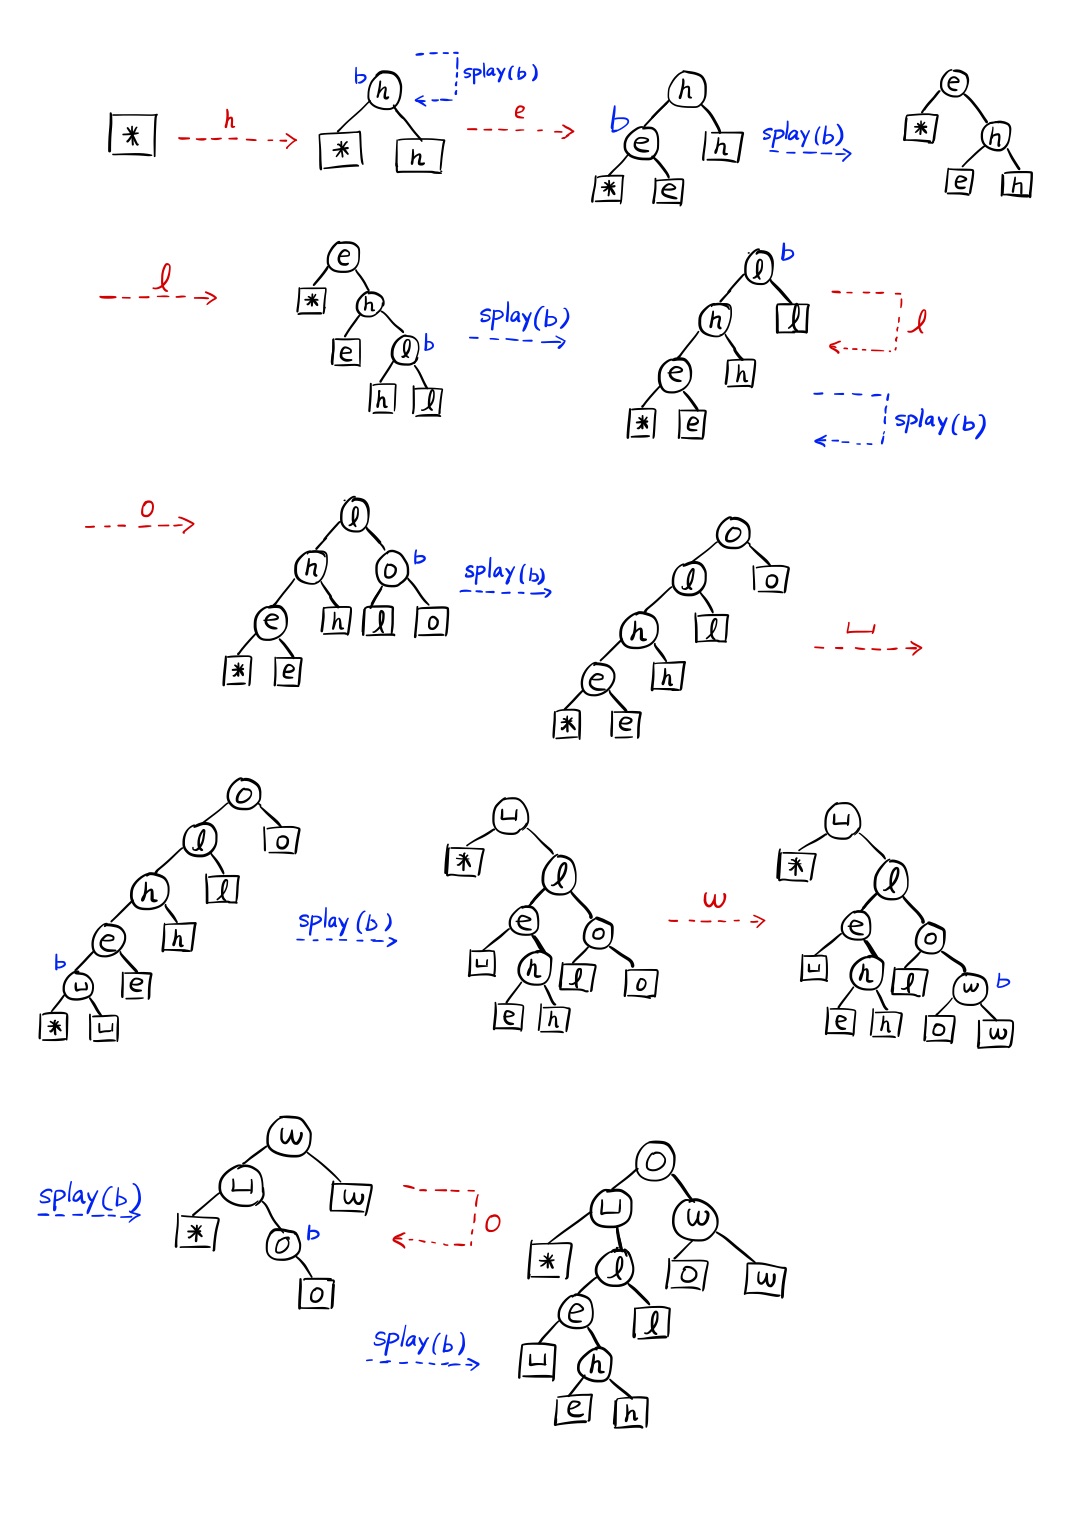 * h b h * h splay(b) e h b e h * e splay(b) e * h e h
l e * h e l b h l splay(b) l b h l e h * e l splay(b)
o l h o b e h l o * e splay(b) o l o h l e h * e ␣
o l o h l e h b ␣ e * ␣ splay(b) ␣ * l e o ␣ h l o e h w ␣ * l e o ␣ h l w b e h o w
splay(b) w ␣ w * o b o o splay(b) o ␣ w * l o w e l ␣ h e h